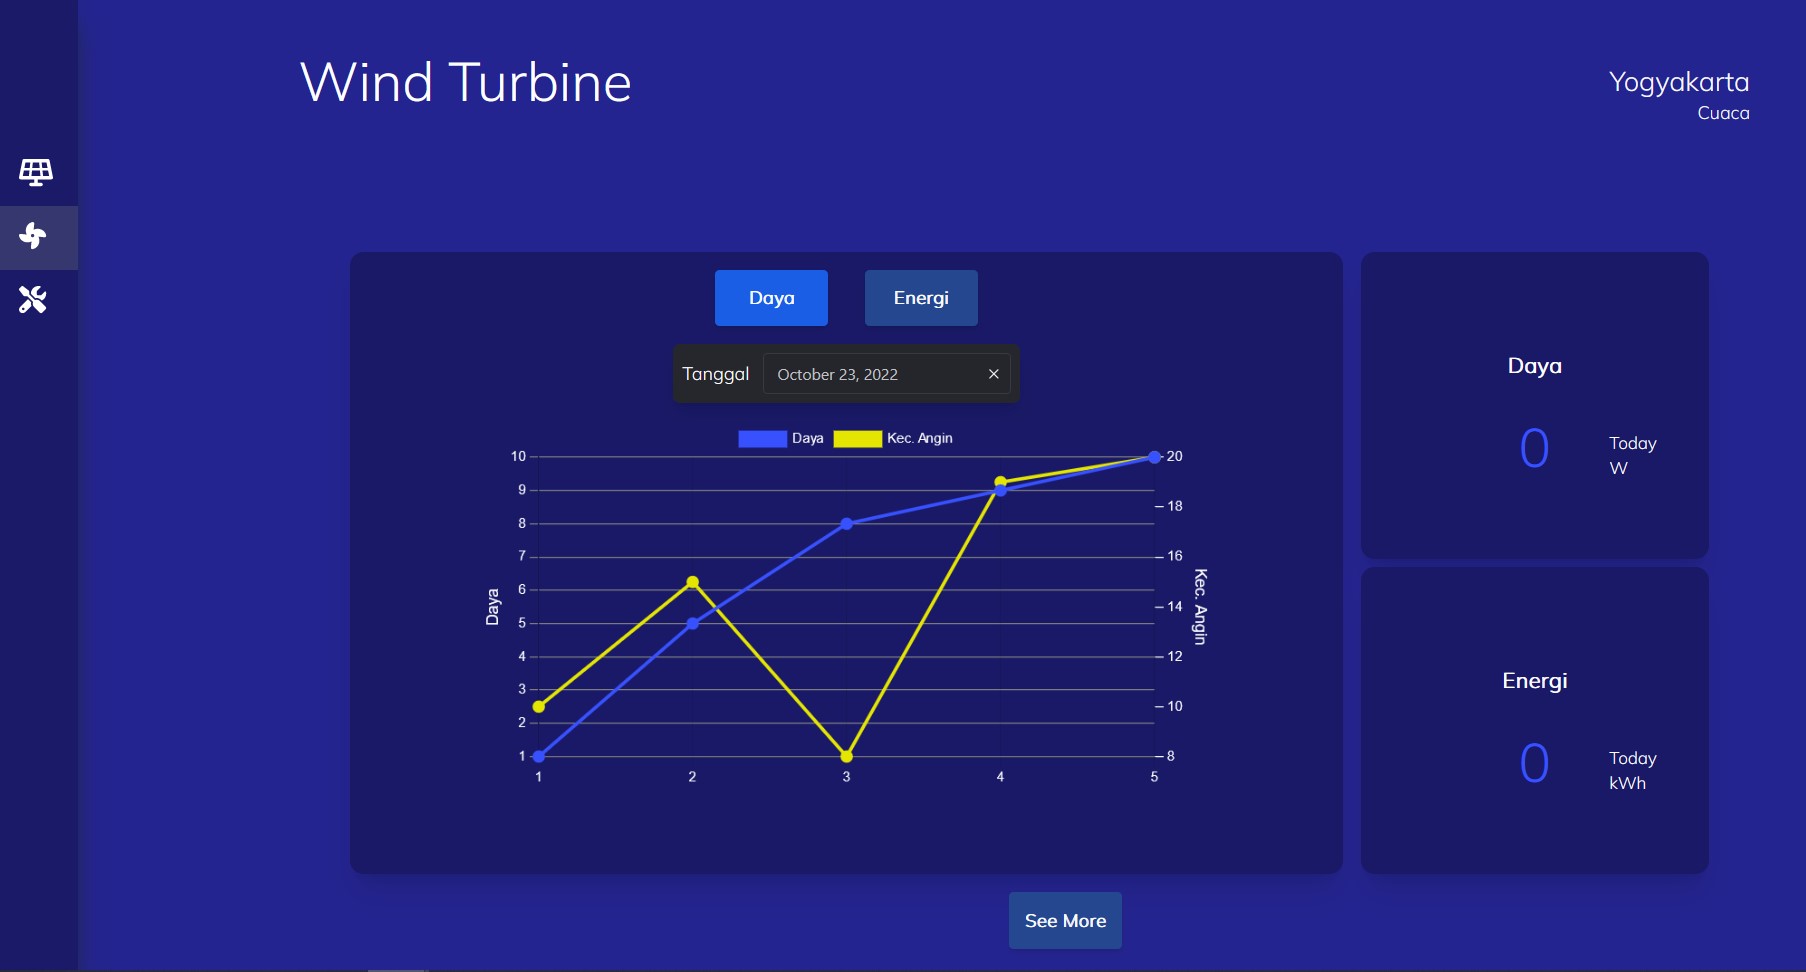 Wind Turbine
Yogyakarta
Cuaca
Daya
Energi
Tanggal
October 23, 2022
×
Daya
Kec. Angin
10
9
8
7
6
5
4
3
2
1
Daya
20
18
16
14
12
10
8
Kec. Angin
1
2
3
4
5
Daya
0
Today
W
Energi
0
Today
kWh
See More